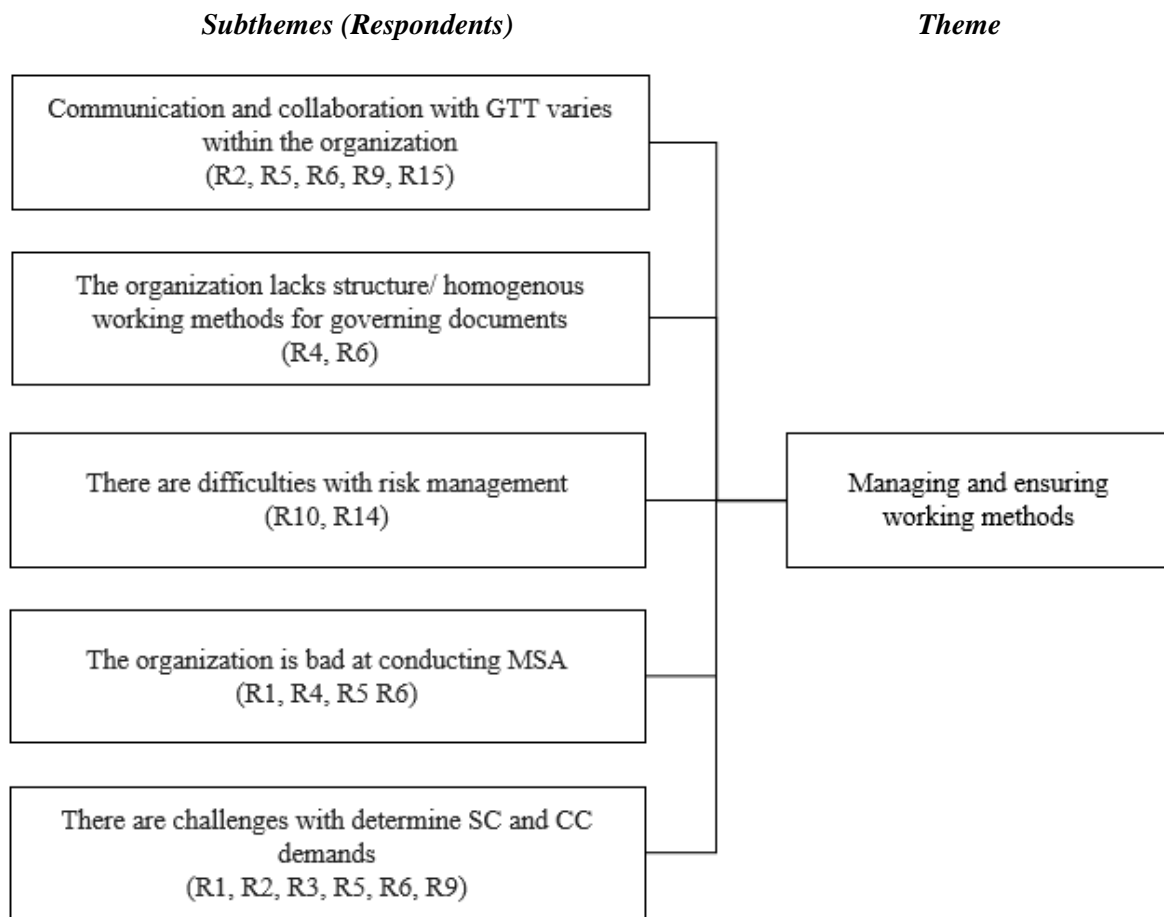 Subthemes (Respondents)
Theme
Communication and collaboration with GTT varies
within the organization
(R2, R5, R6, R9, R15)
The organization lacks structure/ homogenous
working methods for governing documents
(R4, R6)
There are difficulties with risk management
(R10, R14)
The organization is bad at conducting MSA
(R1, R4, R5 R6)
There are challenges with determine SC and CC
demands
(R1, R2, R3, R5, R6, R9)
Managing and ensuring
working methods